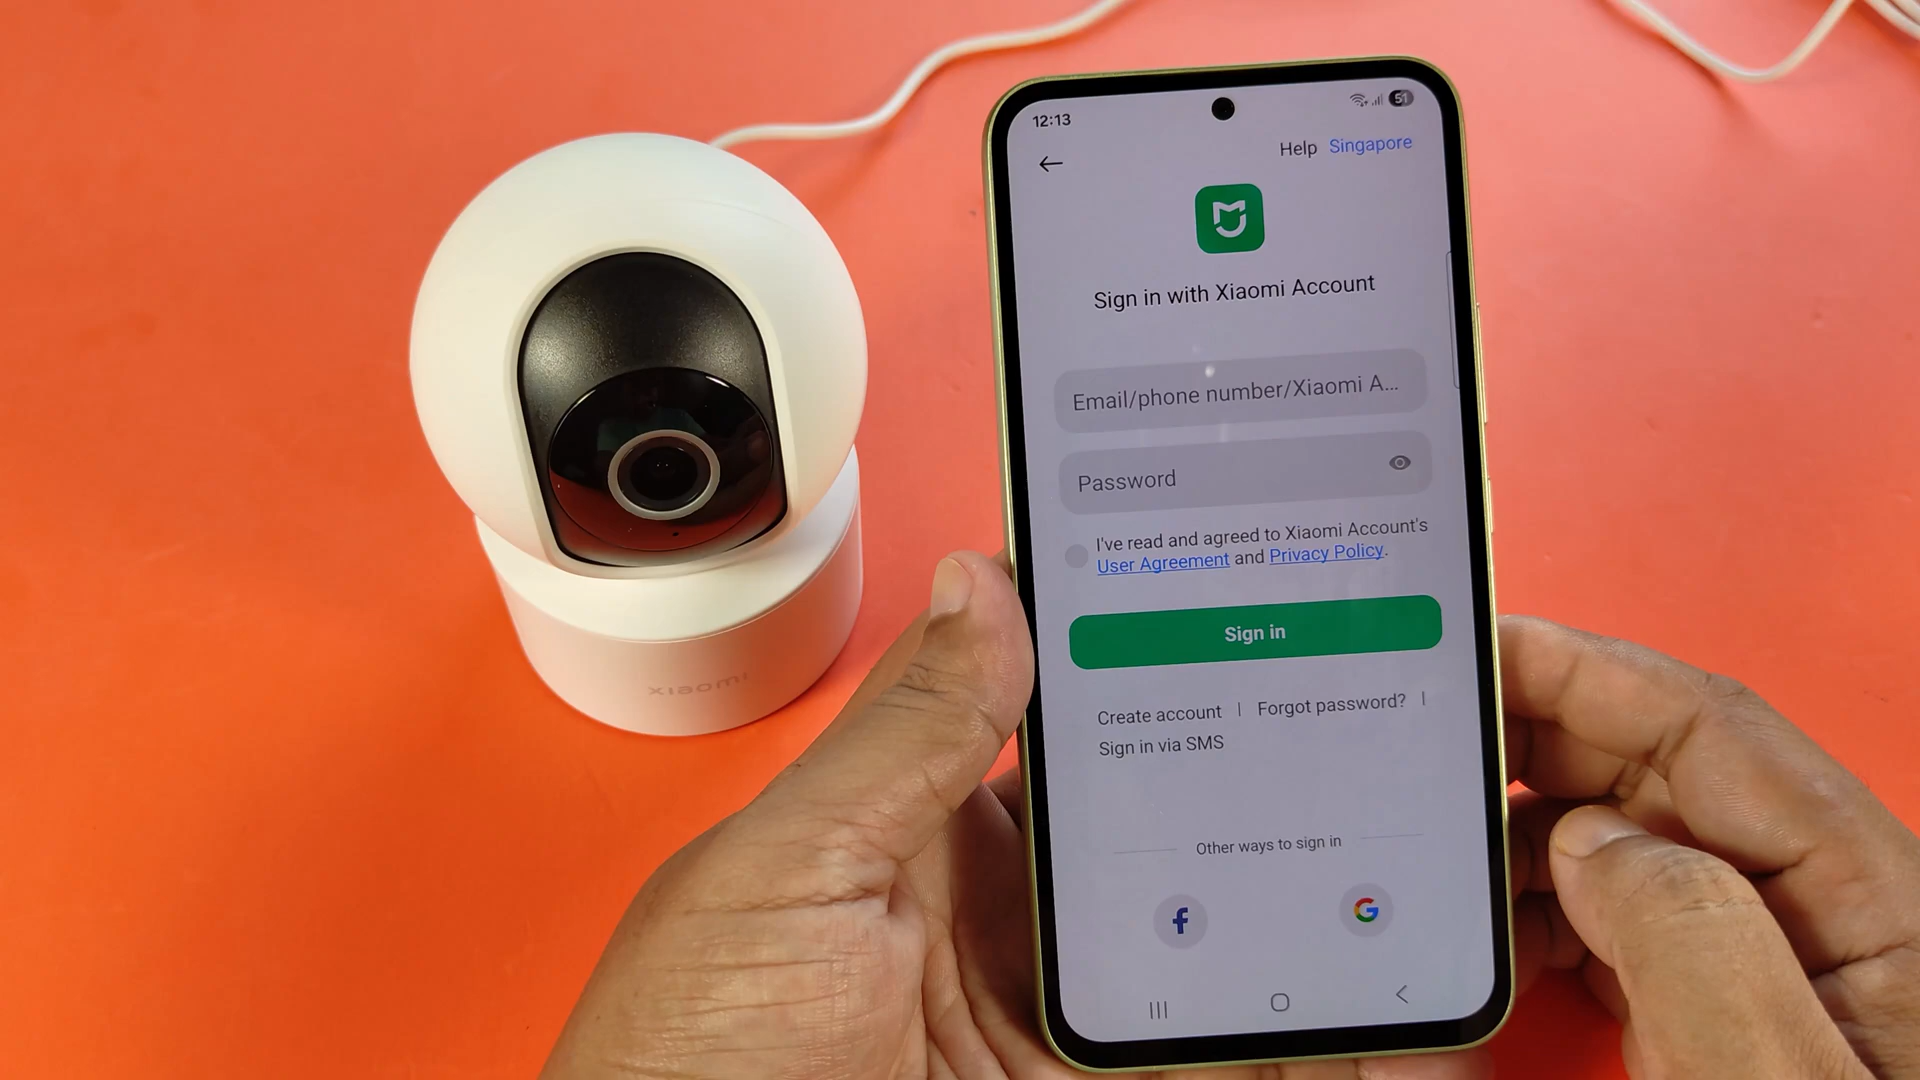 12:13
51
Help Singapore
Sign in with Xiaomi Account
Email/phone number/Xiaomi A...
Password
I've read and agreed to Xiaomi Account's
User Agreement and Privacy Policy.
Sign in
Create account | Forgot password? |
Sign in via SMS
Other ways to sign in
xiaomi